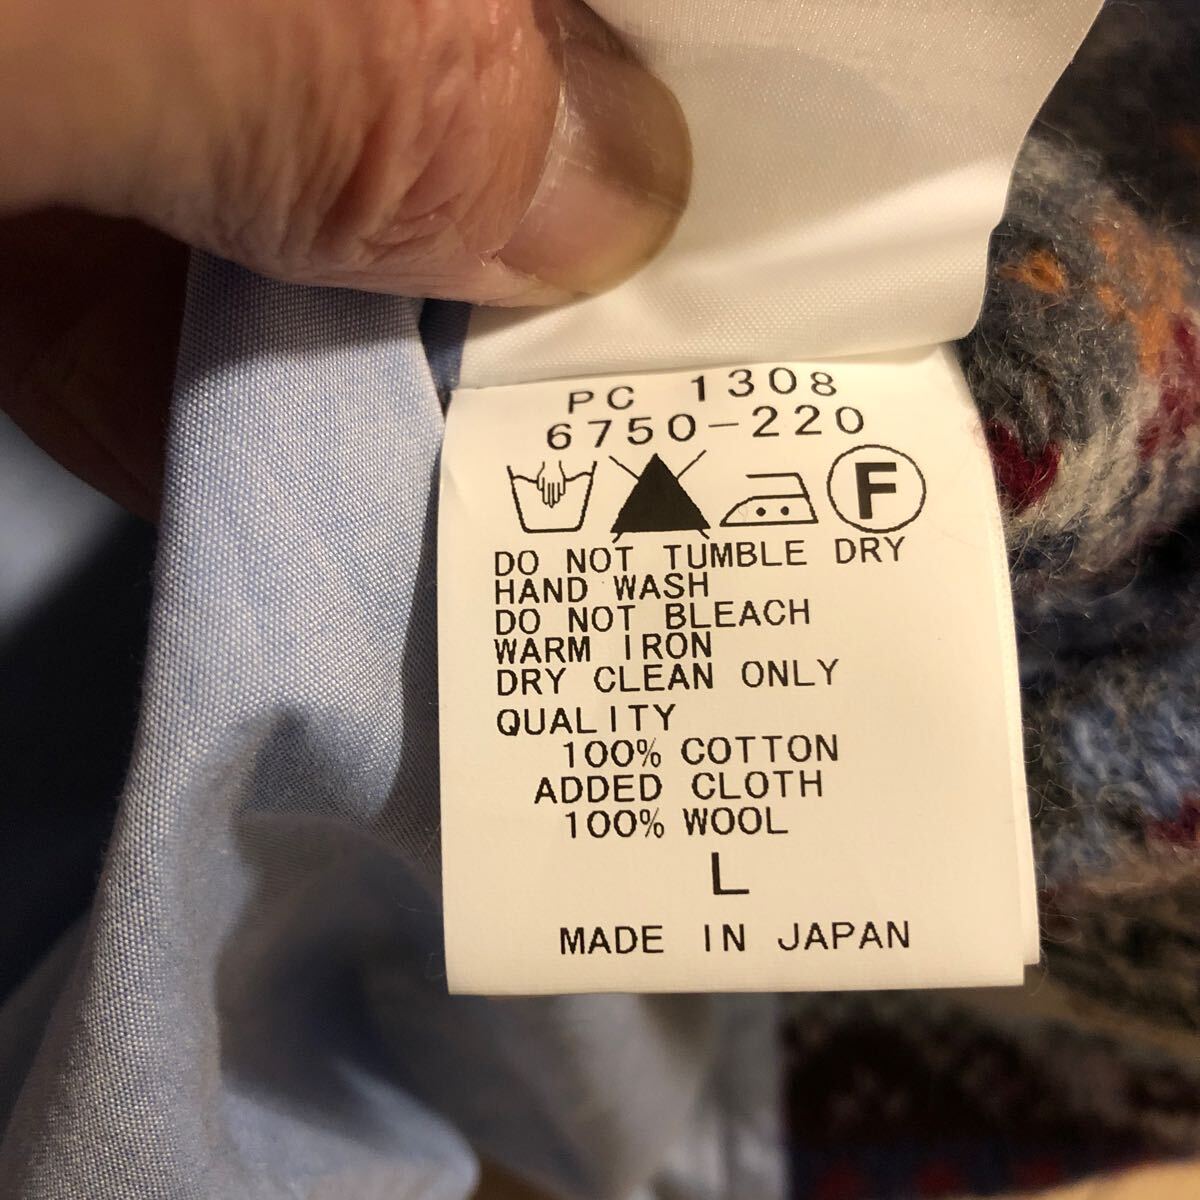 PC 1308
6750-220
F
DO NOT TUMBLE DRY
HAND WASH
DO NOT BLEACH
WARM IRON
DRY CLEAN ONLY
QUALITY
100% COTTON
ADDED CLOTH
100% WOOL
L
MADE IN JAPAN